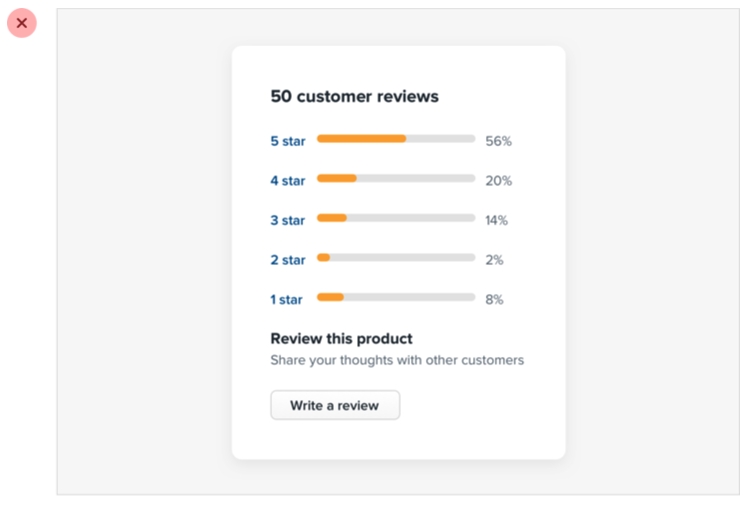 50 customer reviews
5 star 56%
4 star 20%
3 star 14%
2 star 2%
1 star 8%
Review this product
Share your thoughts with other customers
Write a review